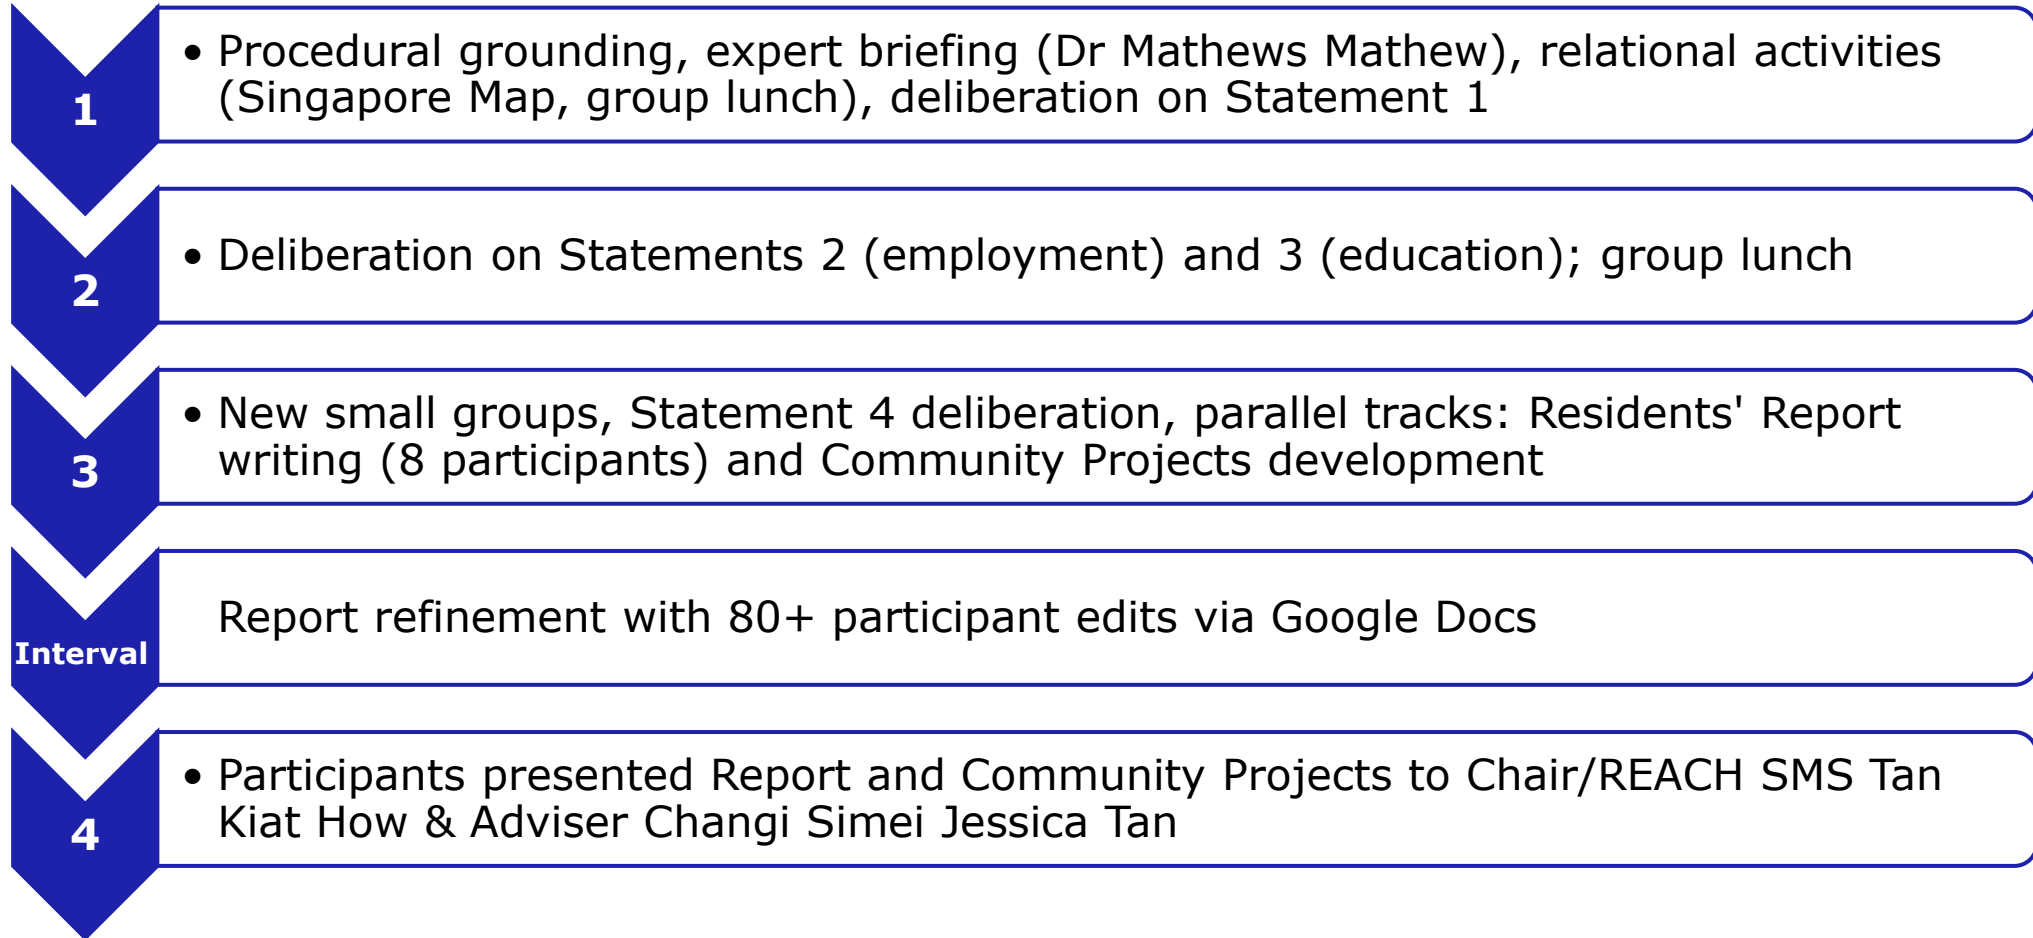 1
• Procedural grounding, expert briefing (Dr Mathews Mathew), relational activities
(Singapore Map, group lunch), deliberation on Statement 1
2
• Deliberation on Statements 2 (employment) and 3 (education); group lunch
3
• New small groups, Statement 4 deliberation, parallel tracks: Residents' Report
writing (8 participants) and Community Projects development
Interval
Report refinement with 80+ participant edits via Google Docs
4
• Participants presented Report and Community Projects to Chair/REACH SMS Tan
Kiat How & Adviser Changi Simei Jessica Tan